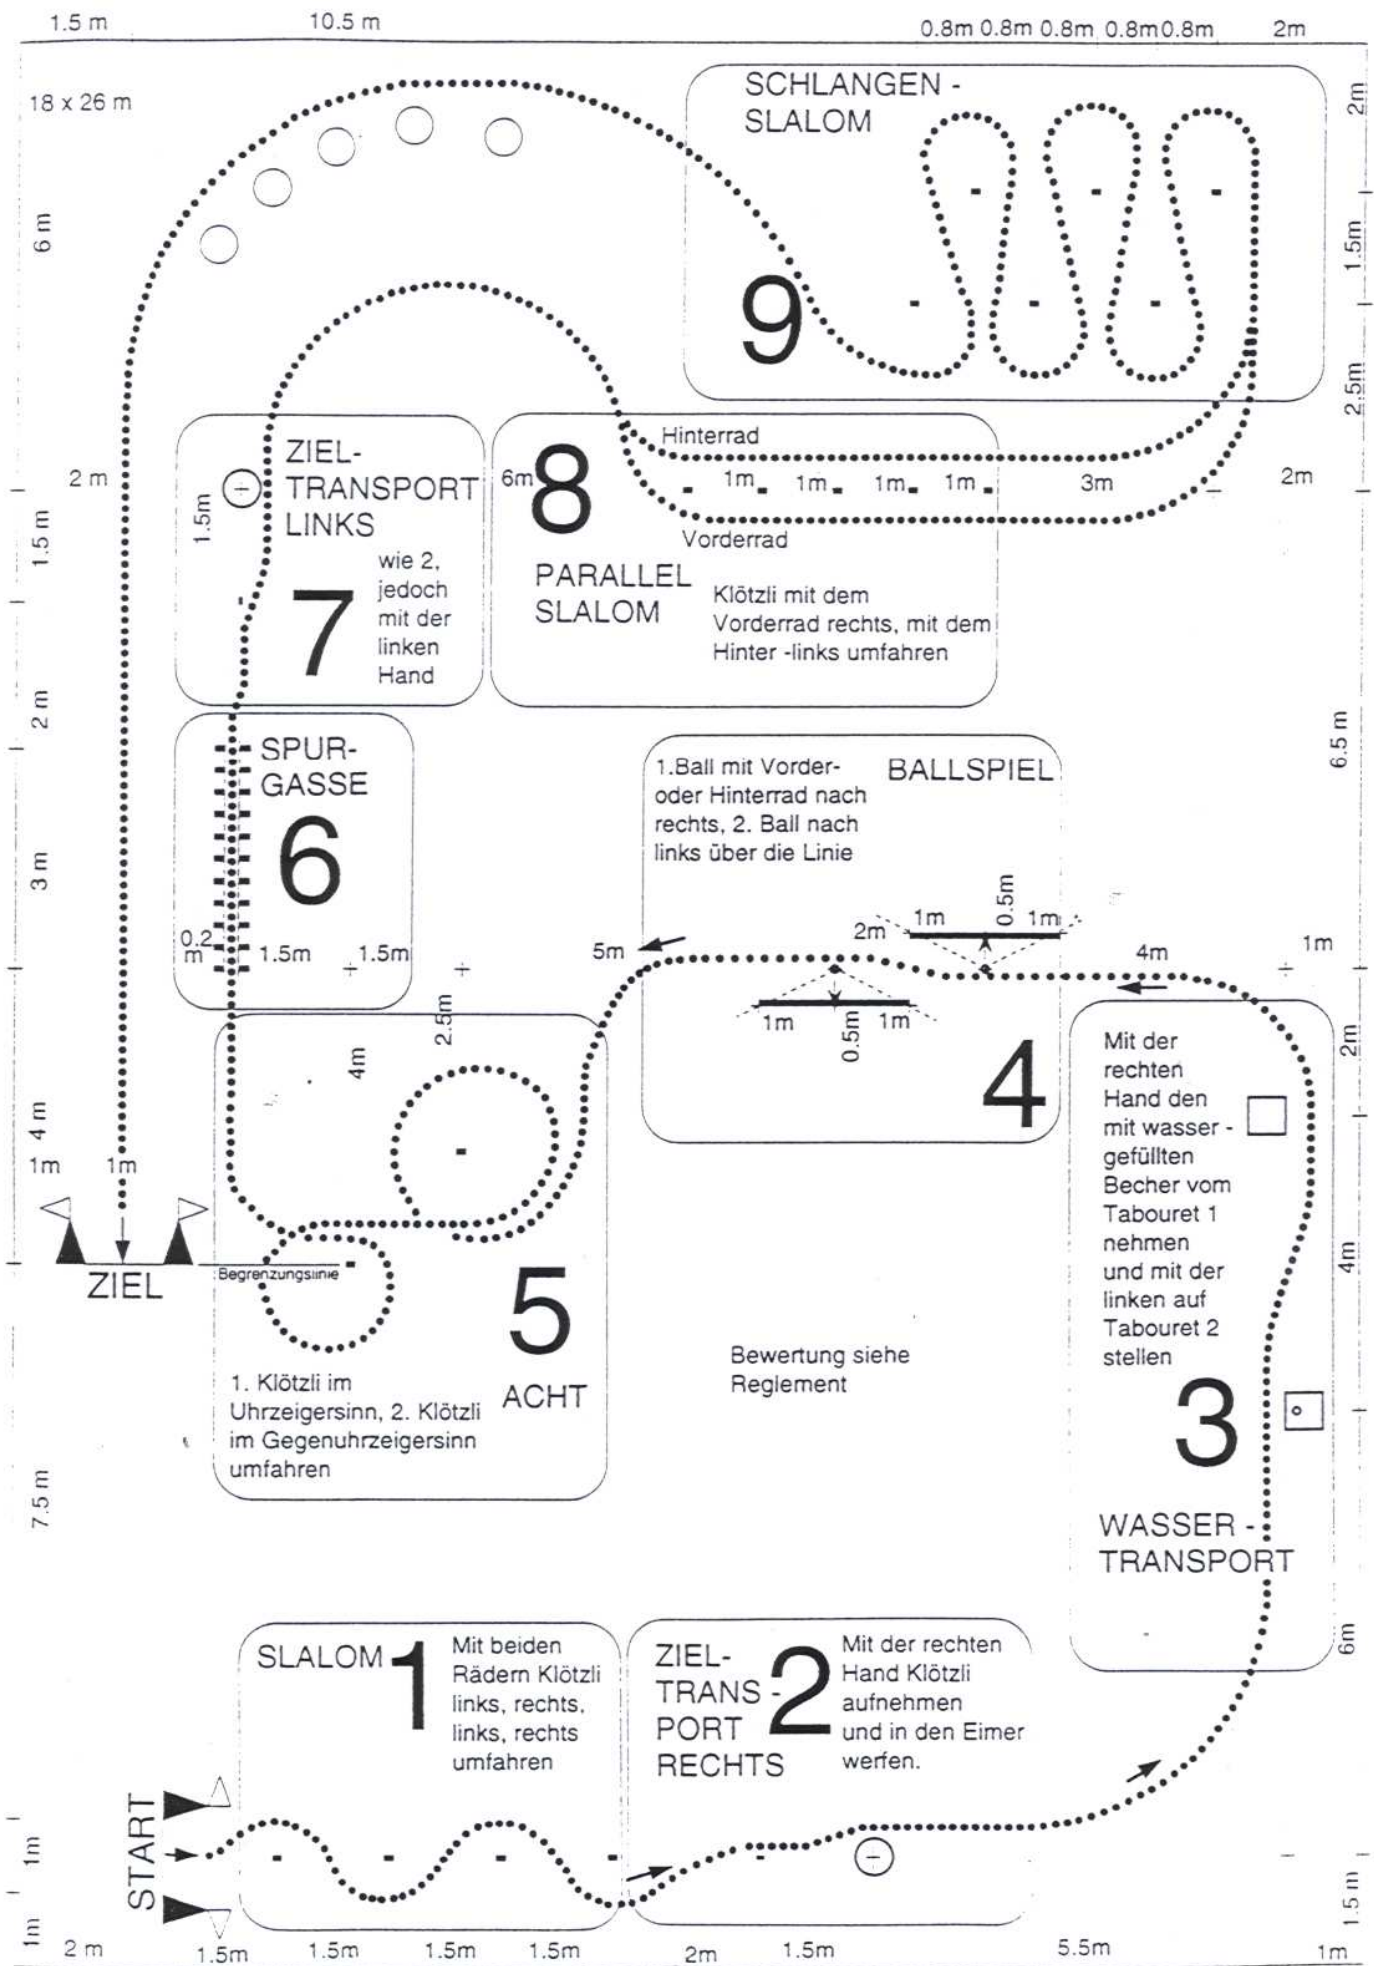 1.5 m
10.5 m
0.8m 0.8m 0.8m 0.8m 0.8m
2m
18 x 26 m
SCHLANGEN -
SLALOM
9
2m
1.5m
2.5m
6 m
2 m
1.5 m
2 m
3 m
4 m
7.5 m
1m
1m
ZIEL-
TRANSPORT
LINKS
1.5m
7
wie 2,
jedoch
mit der
linken
Hand
6m
8
Hinterrad
1m
1m
1m
1m
3m
2m
Vorderrad
PARALLEL
SLALOM
Klötzli mit dem
Vorderrad rechts, mit dem
Hinter -links umfahren
SPUR-
GASSE
6
0.2
m
1.5m
1.5m
1.Ball mit Vorder-
oder Hinterrad nach
rechts, 2. Ball nach
links über die Linie
BALLSPIEL
6.5 m
1m
0.5m
1m
2m
5m
4m
1m
1m
0.5m
1m
4
2.5m
4m
1m
1m
ZIEL
Begrenzungslinie
5
ACHT
1. Klötzli im
Uhrzeigersinn, 2. Klötzli
im Gegenuhrzeigersinn
umfahren
Bewertung siehe
Reglement
Mit der
rechten
Hand den
mit wasser -
gefüllten
Becher vom
Tabouret 1
nehmen
und mit der
linken auf
Tabouret 2
stellen
3
WASSER -
TRANSPORT
2m
4m
6m
1.5 m
SLALOM
1
Mit beiden
Rädern Klötzli
links, rechts,
links, rechts
umfahren
ZIEL-
TRANS -
PORT
RECHTS
2
Mit der rechten
Hand Klötzli
aufnehmen
und in den Eimer
werfen.
START
2 m
1.5m
1.5m
1.5m
1.5m
2m
1.5m
5.5m
1m